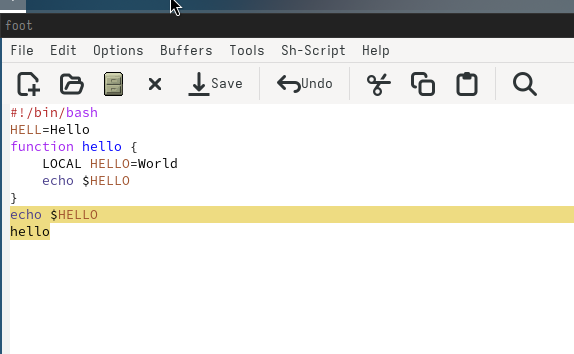 foot
File Edit Options Buffers Tools Sh-Script Help
Save Undo
#!/bin/bash
HELL=Hello
function hello {
    LOCAL HELLO=World
    echo $HELLO
}
echo $HELLO
hello